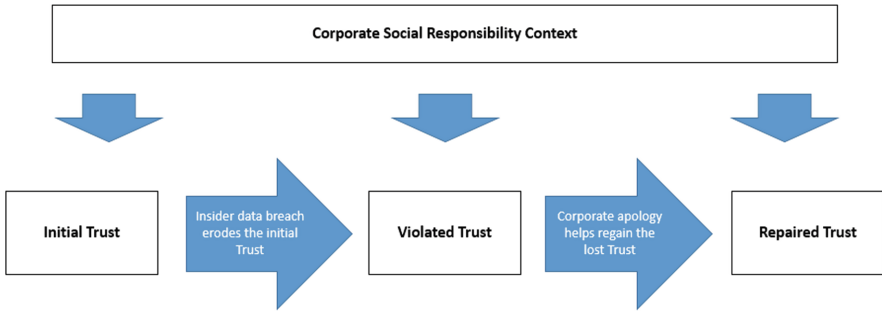 Corporate Social Responsibility Context
Insider data breach
erodes the initial
Trust
Corporate apology
helps regain the
lost Trust
Initial Trust
Violated Trust
Repaired Trust